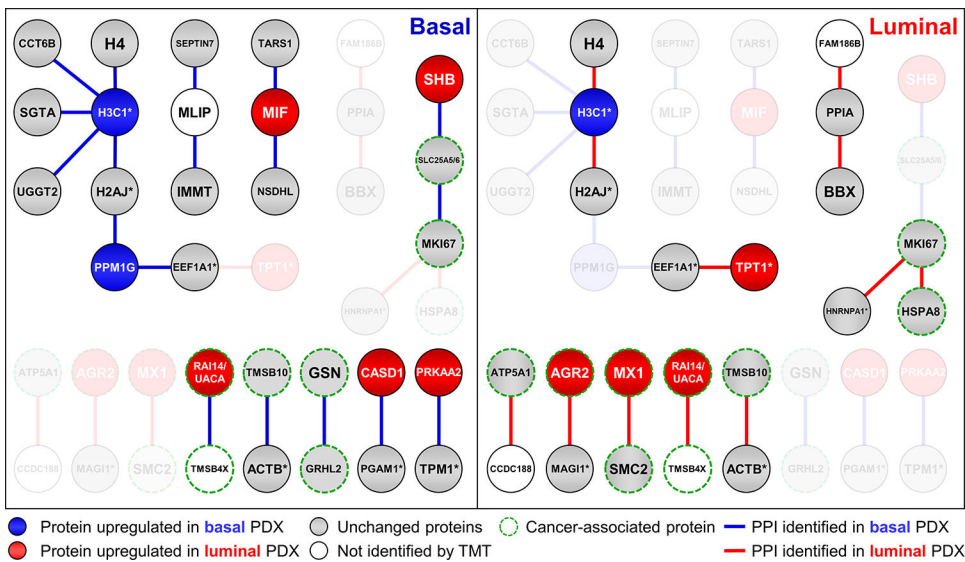 Basal
CCT6B
H4
SEPTIN7
TARS1
FAM186B
SHB
SGTA
H3C1*
MLIP
MIF
PPIA
SLC25A5/6
UGGT2
H2AJ*
IMMT
NSDHL
BBX
MKI67
PPM1G
EEF1A1*
TPT1*
HNRNPA1*
HSPA8
ATP5A1
AGR2
MX1
RAI14/
UACA
TMSB10
GSN
CASD1
PRKAA2
CCDC188
MAGI1*
SMC2
TMSB4X
ACTB*
GRHL2
PGAM1*
TPM1*
Luminal
CCT6B
H4
SEPTIN7
TARS1
FAM186B
SHB
SGTA
H3C1*
MLIP
MIF
PPIA
SLC25A5/6
UGGT2
H2AJ*
IMMT
NSDHL
BBX
MKI67
PPM1G
EEF1A1*
TPT1*
HNRNPA1*
HSPA8
ATP5A1
AGR2
MX1
RAI14/
UACA
TMSB10
GSN
CASD1
PRKAA2
CCDC188
MAGI1*
SMC2
TMSB4X
ACTB*
GRHL2
PGAM1*
TPM1*
Protein upregulated in basal PDX
Unchanged proteins
Cancer-associated protein
PPI identified in basal PDX
Protein upregulated in luminal PDX
Not identified by TMT
PPI identified in luminal PDX